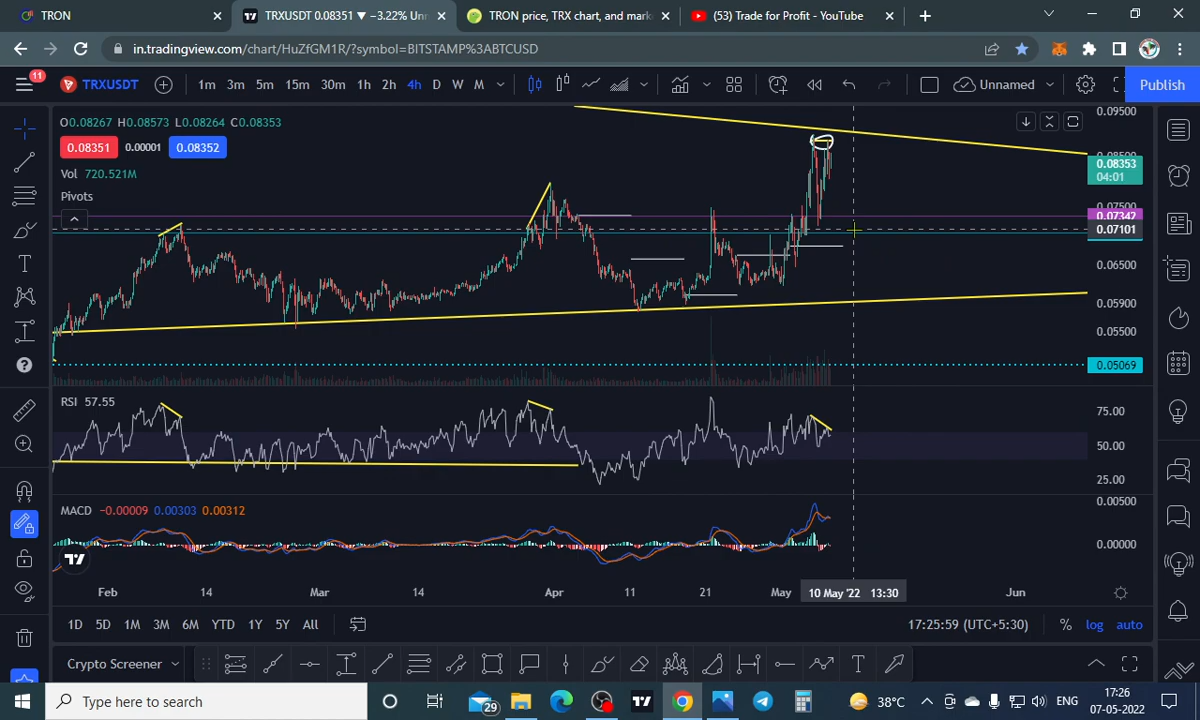 TRON
TRXUSDT 0.08351 ▼ −3.22% Unr
TRON price, TRX chart, and mark
(53) Trade for Profit - YouTube
in.tradingview.com/chart/HuZfGM1R/?symbol=BITSTAMP%3ABTCUSD
11
TRXUSDT
1m 3m 5m 15m 30m 1h 2h 4h D W M
Unnamed
Publish
O0.08267 H0.08573 L0.08264 C0.08353
0.08351 0.00001 0.08352
Vol 720.521M
Pivots
0.09500
0.08353
04:01
0.07342
0.07101
0.06500
0.05900
0.05500
0.05069
RSI 57.55
75.00
50.00
25.00
MACD −0.00009 0.00303 0.00312
0.00500
0.00000
Feb 14 Mar 14 Apr 11 21 May 10 May '22 13:30 Jun
1D 5D 1M 3M 6M YTD 1Y 5Y All
17:25:59 (UTC+5:30)
% log auto
Crypto Screener
Type here to search
29
38°C
ENG
17:26
07-05-2022